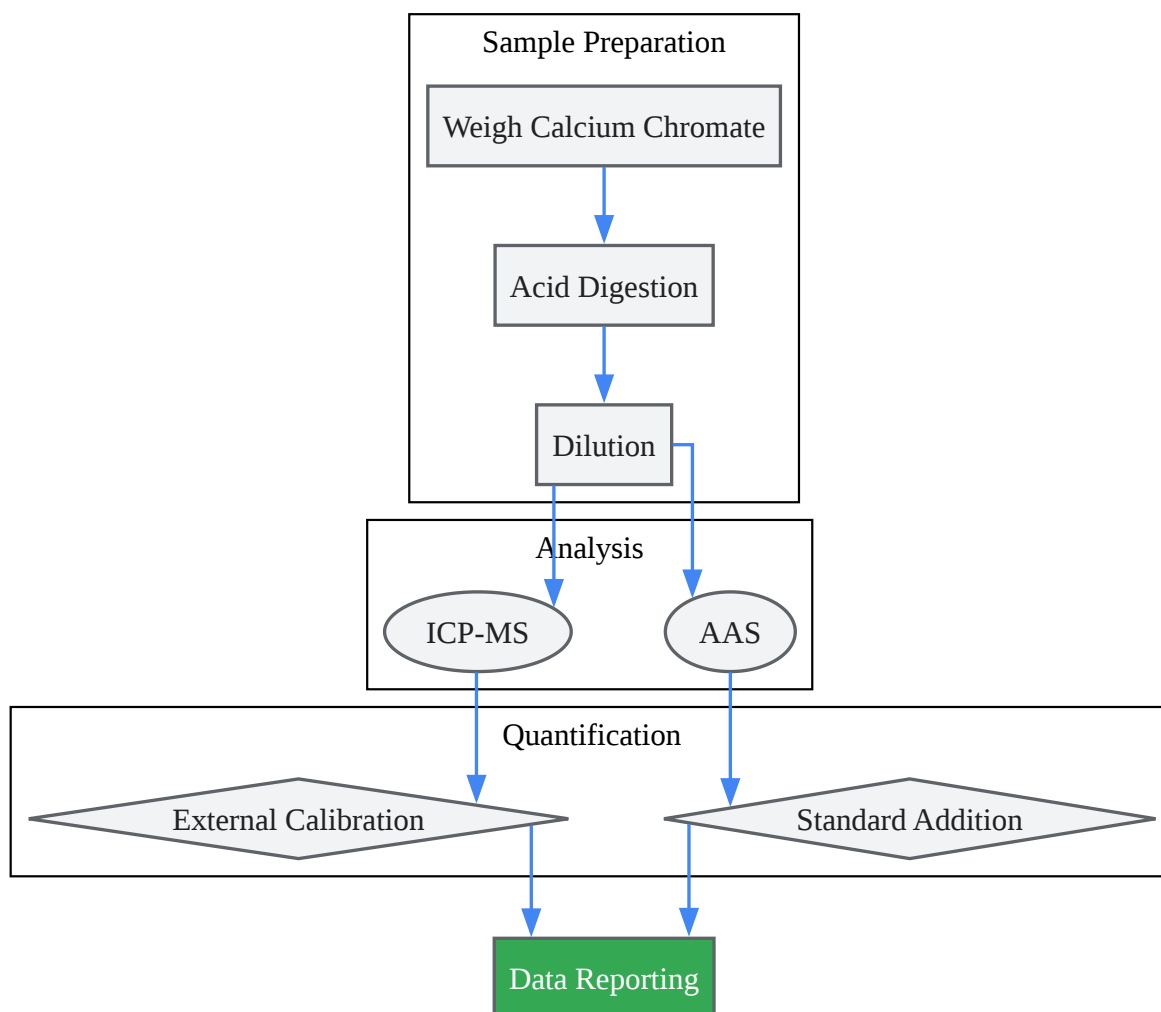 Sample Preparation
Weigh Calcium Chromate
Acid Digestion
Dilution
Analysis
ICP-MS
AAS
Quantification
External Calibration
Standard Addition
Data Reporting